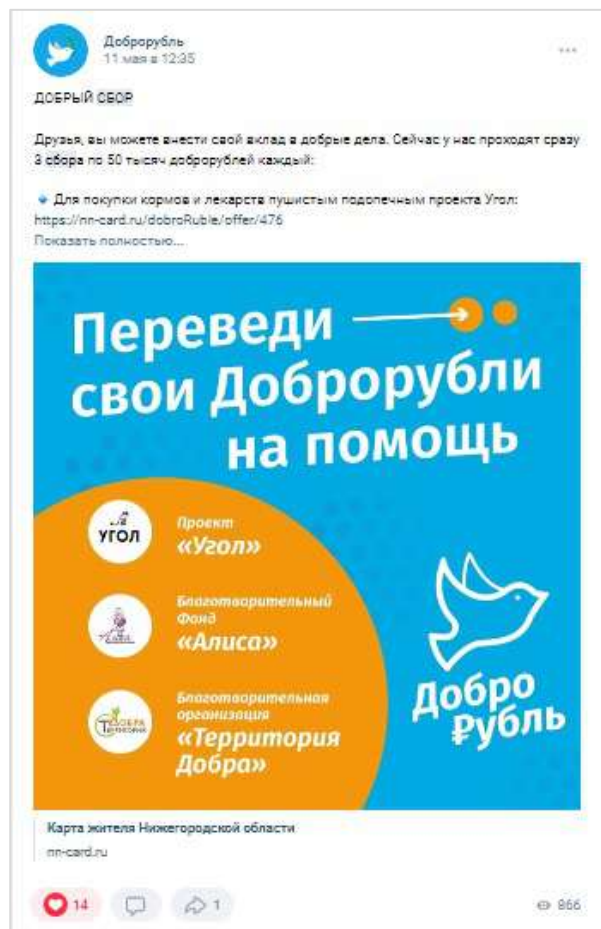 Доброрубль
11 мая в 12:35
ДОБРЫЙ СБОР
Друзья, вы можете внести свой вклад в добрые дела. Сейчас у нас проходят сразу
3 сбора по 50 тысяч доброрублей каждый:
Для покупки кормов и лекарств пушистым подопечным проекта Угол:
https://nn-card.ru/dobroRuble/offer/476
Показать полностью...
Переведи
свои Доброрубли
на помощь
УГОЛ
Проект
«Угол»
Благотворительный
Фонд
«Алиса»
Благотворительная
организация
«Территория
Добра»
Добро
₽убль
Карта жителя Нижегородской области
nn-card.ru
14
1
866